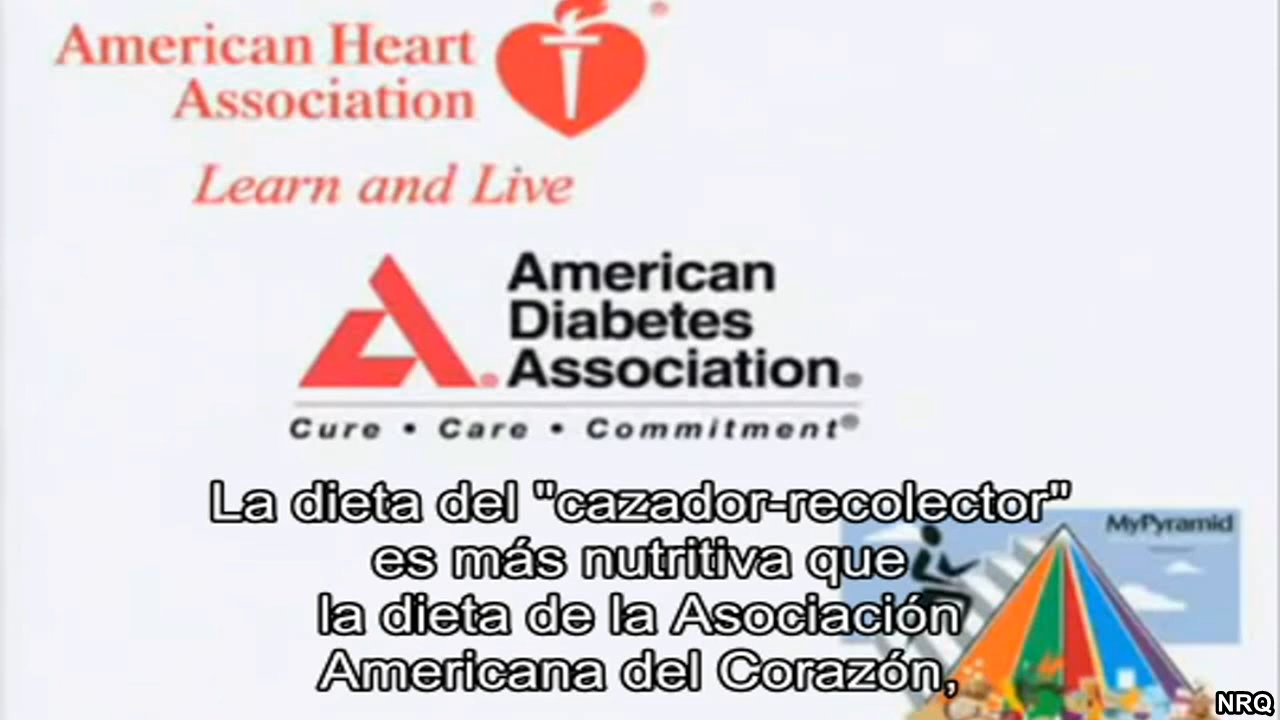 American Heart
Association
Learn and Live
American
Diabetes
Association
Cure • Care • Commitment
La dieta del "cazador-recolector"
es más nutritiva que
la dieta de la Asociación
Americana del Corazón,
MyPyramid
NRQ